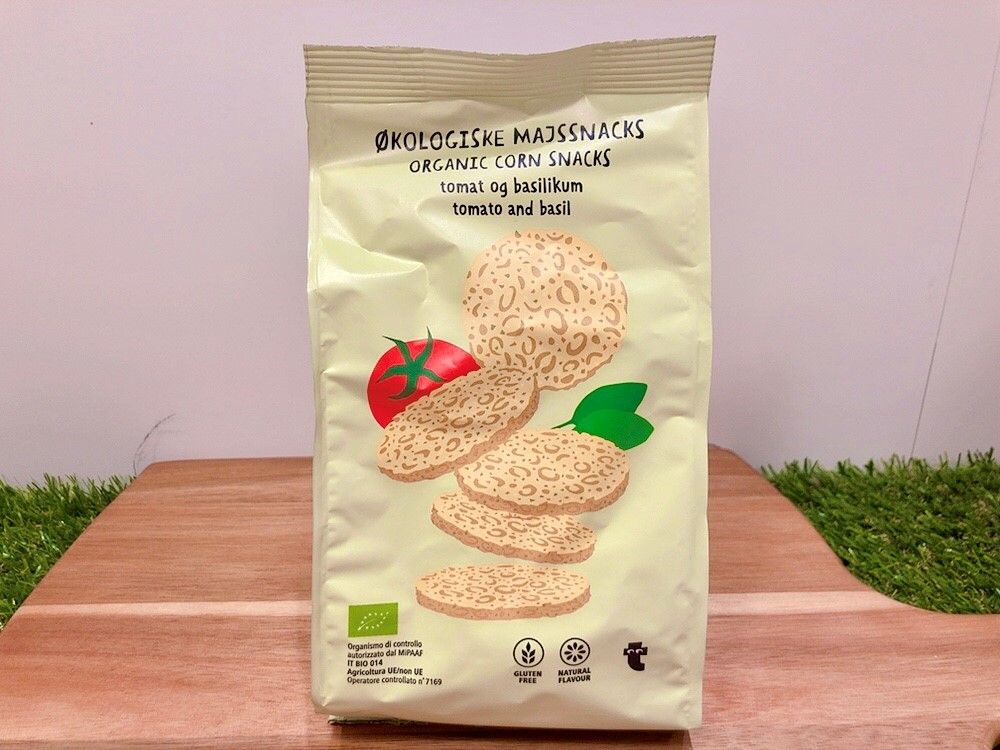 ØKOLOGISKE MAJSSNACKS
ORGANIC CORN SNACKS
tomat og basilikum
tomato and basil
Organismo di controllo
autorizzato dal MiPAAF
IT BIO 014
Agricoltura UE/non UE
Operatore controllato n°7169
GLUTEN
FREE
NATURAL
FLAVOUR